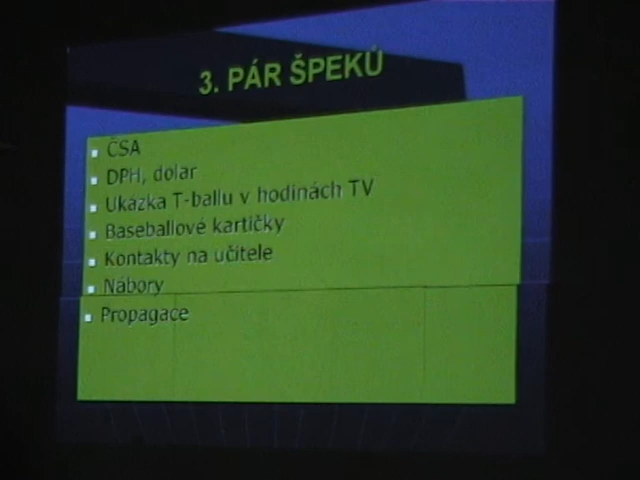 3. PÁR ŠPEKŮ
ČSA
DPH, dolar
Ukázka T-ballu v hodinách TV
Baseballové kartičky
Kontakty na učitele
Nábory
Propagace